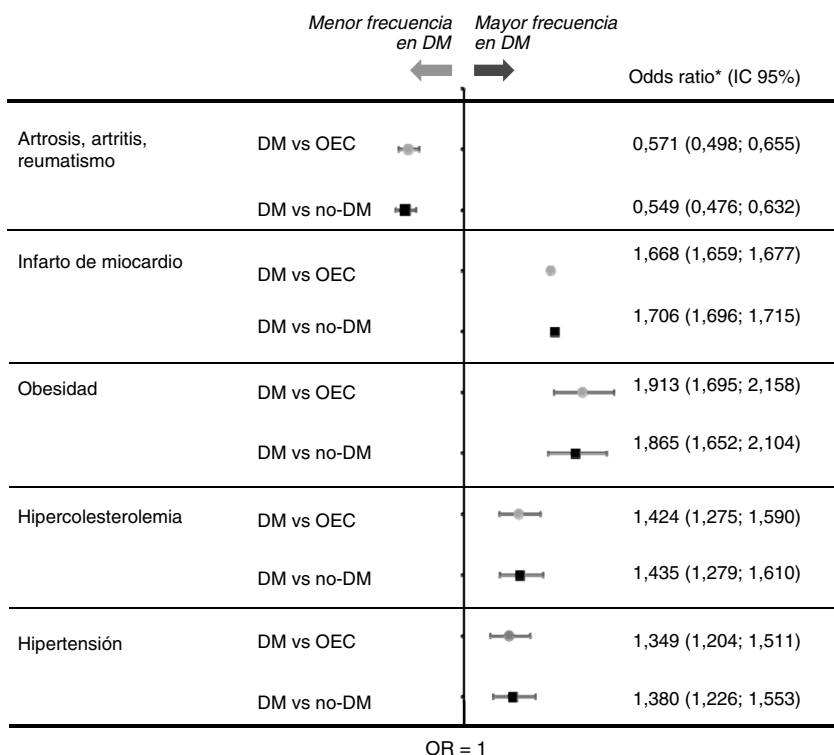 Menor frecuencia en DM
Mayor frecuencia en DM
Odds ratio* (IC 95%)
Artrosis, artritis, reumatismo
DM vs OEC 0,571 (0,498; 0,655)
DM vs no-DM 0,549 (0,476; 0,632)
Infarto de miocardio
DM vs OEC 1,668 (1,659; 1,677)
DM vs no-DM 1,706 (1,696; 1,715)
Obesidad
DM vs OEC 1,913 (1,695; 2,158)
DM vs no-DM 1,865 (1,652; 2,104)
Hipercolesterolemia
DM vs OEC 1,424 (1,275; 1,590)
DM vs no-DM 1,435 (1,279; 1,610)
Hipertensión
DM vs OEC 1,349 (1,204; 1,511)
DM vs no-DM 1,380 (1,226; 1,553)
OR = 1